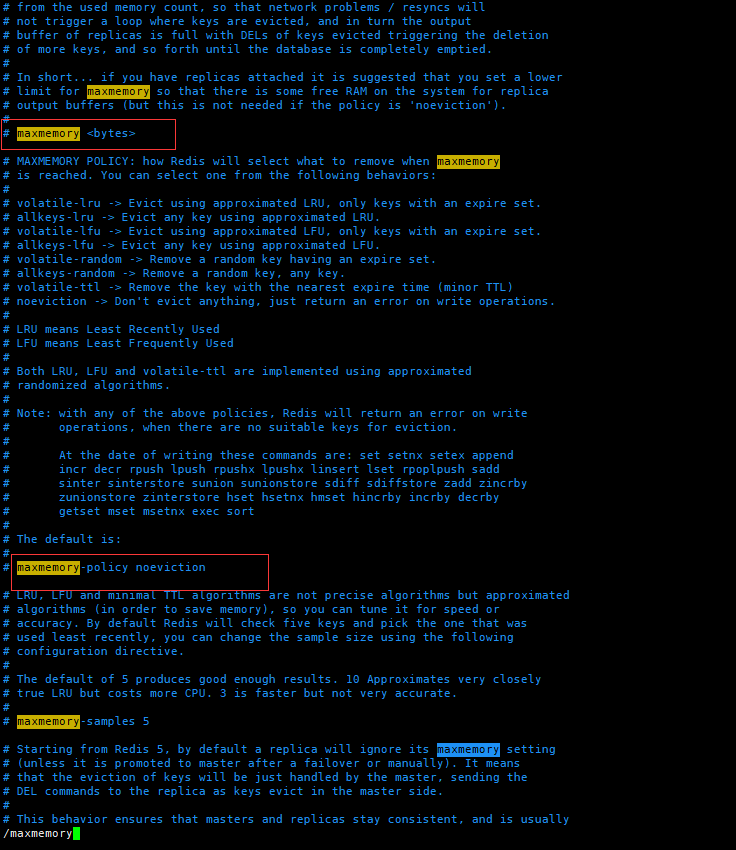 # from the used memory count, so that network problems / resyncs will
# not trigger a loop where keys are evicted, and in turn the output
# buffer of replicas is full with DELs of keys evicted triggering the deletion
# of more keys, and so forth until the database is completely emptied.
#
# In short... if you have replicas attached it is suggested that you set a lower
# limit for maxmemory so that there is some free RAM on the system for replica
# output buffers (but this is not needed if the policy is 'noeviction').
#
# maxmemory <bytes>
# MAXMEMORY POLICY: how Redis will select what to remove when maxmemory
# is reached. You can select one from the following behaviors:
#
# volatile-lru -> Evict using approximated LRU, only keys with an expire set.
# allkeys-lru -> Evict any key using approximated LRU.
# volatile-lfu -> Evict using approximated LFU, only keys with an expire set.
# allkeys-lfu -> Evict any key using approximated LFU.
# volatile-random -> Remove a random key having an expire set.
# allkeys-random -> Remove a random key, any key.
# volatile-ttl -> Remove the key with the nearest expire time (minor TTL)
# noeviction -> Don't evict anything, just return an error on write operations.
#
# LRU means Least Recently Used
# LFU means Least Frequently Used
#
# Both LRU, LFU and volatile-ttl are implemented using approximated
# randomized algorithms.
#
# Note: with any of the above policies, Redis will return an error on write
#       operations, when there are no suitable keys for eviction.
#
#       At the date of writing these commands are: set setnx setex append
#       incr decr rpush lpush rpushx lpushx linsert lset rpoplpush sadd
#       sinter sinterstore sunion sunionstore sdiff sdiffstore zadd zincrby
#       zunionstore zinterstore hset hsetnx hmset hincrby incrby decrby
#       getset mset msetnx exec sort
#
# The default is:
#
# maxmemory-policy noeviction
# LRU, LFU and minimal TTL algorithms are not precise algorithms but approximated
# algorithms (in order to save memory), so you can tune it for speed or
# accuracy. By default Redis will check five keys and pick the one that was
# used least recently, you can change the sample size using the following
# configuration directive.
#
# The default of 5 produces good enough results. 10 Approximates very closely
# true LRU but costs more CPU. 3 is faster but not very accurate.
#
# maxmemory-samples 5
# Starting from Redis 5, by default a replica will ignore its maxmemory setting
# (unless it is promoted to master after a failover or manually). It means
# that the eviction of keys will be just handled by the master, sending the
# DEL commands to the replica as keys evict in the master side.
#
# This behavior ensures that masters and replicas stay consistent, and is usually
/maxmemory